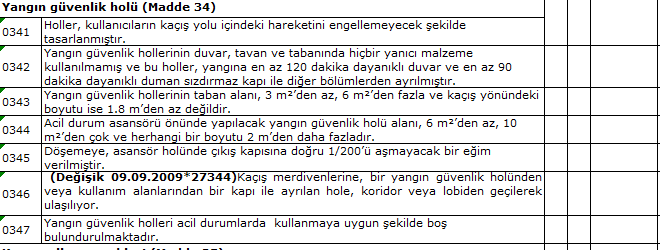 Yangın güvenlik holü (Madde 34)
0341 Holler, kullanıcıların kaçış yolu içindeki hareketini engellemeyecek şekilde
tasarlanmıştır.
0342 Yangın güvenlik hollerinin duvar, tavan ve tabanında hiçbir yanıcı malzeme
kullanılmamış ve bu holler, yangına en az 120 dakika dayanıklı duvar ve en az 90
dakika dayanıklı duman sızdırmaz kapı ile diğer bölümlerden ayrılmıştır.
0343 Yangın güvenlik hollerinin taban alanı, 3 m²’den az, 6 m²’den fazla ve kaçış yönündeki
boyutu ise 1.8 m’den az değildir.
0344 Acil durum asansörü önünde yapılacak yangın güvenlik holü alanı, 6 m²’den az, 10
m²’den çok ve herhangi bir boyutu 2 m’den daha fazladır.
0345 Döşemeye, asansör holünde çıkış kapısına doğru 1/200’ü aşmayacak bir eğim
verilmiştir.
0346 (Değişik 09.09.2009*27344)Kaçış merdivenlerine, bir yangın güvenlik holünden
veya kullanım alanlarından bir kapı ile ayrılan hole, koridor veya lobiden geçilerek
ulaşılıyor.
0347 Yangın güvenlik holleri acil durumlarda kullanmaya uygun şekilde boş
bulundurulmaktadır.